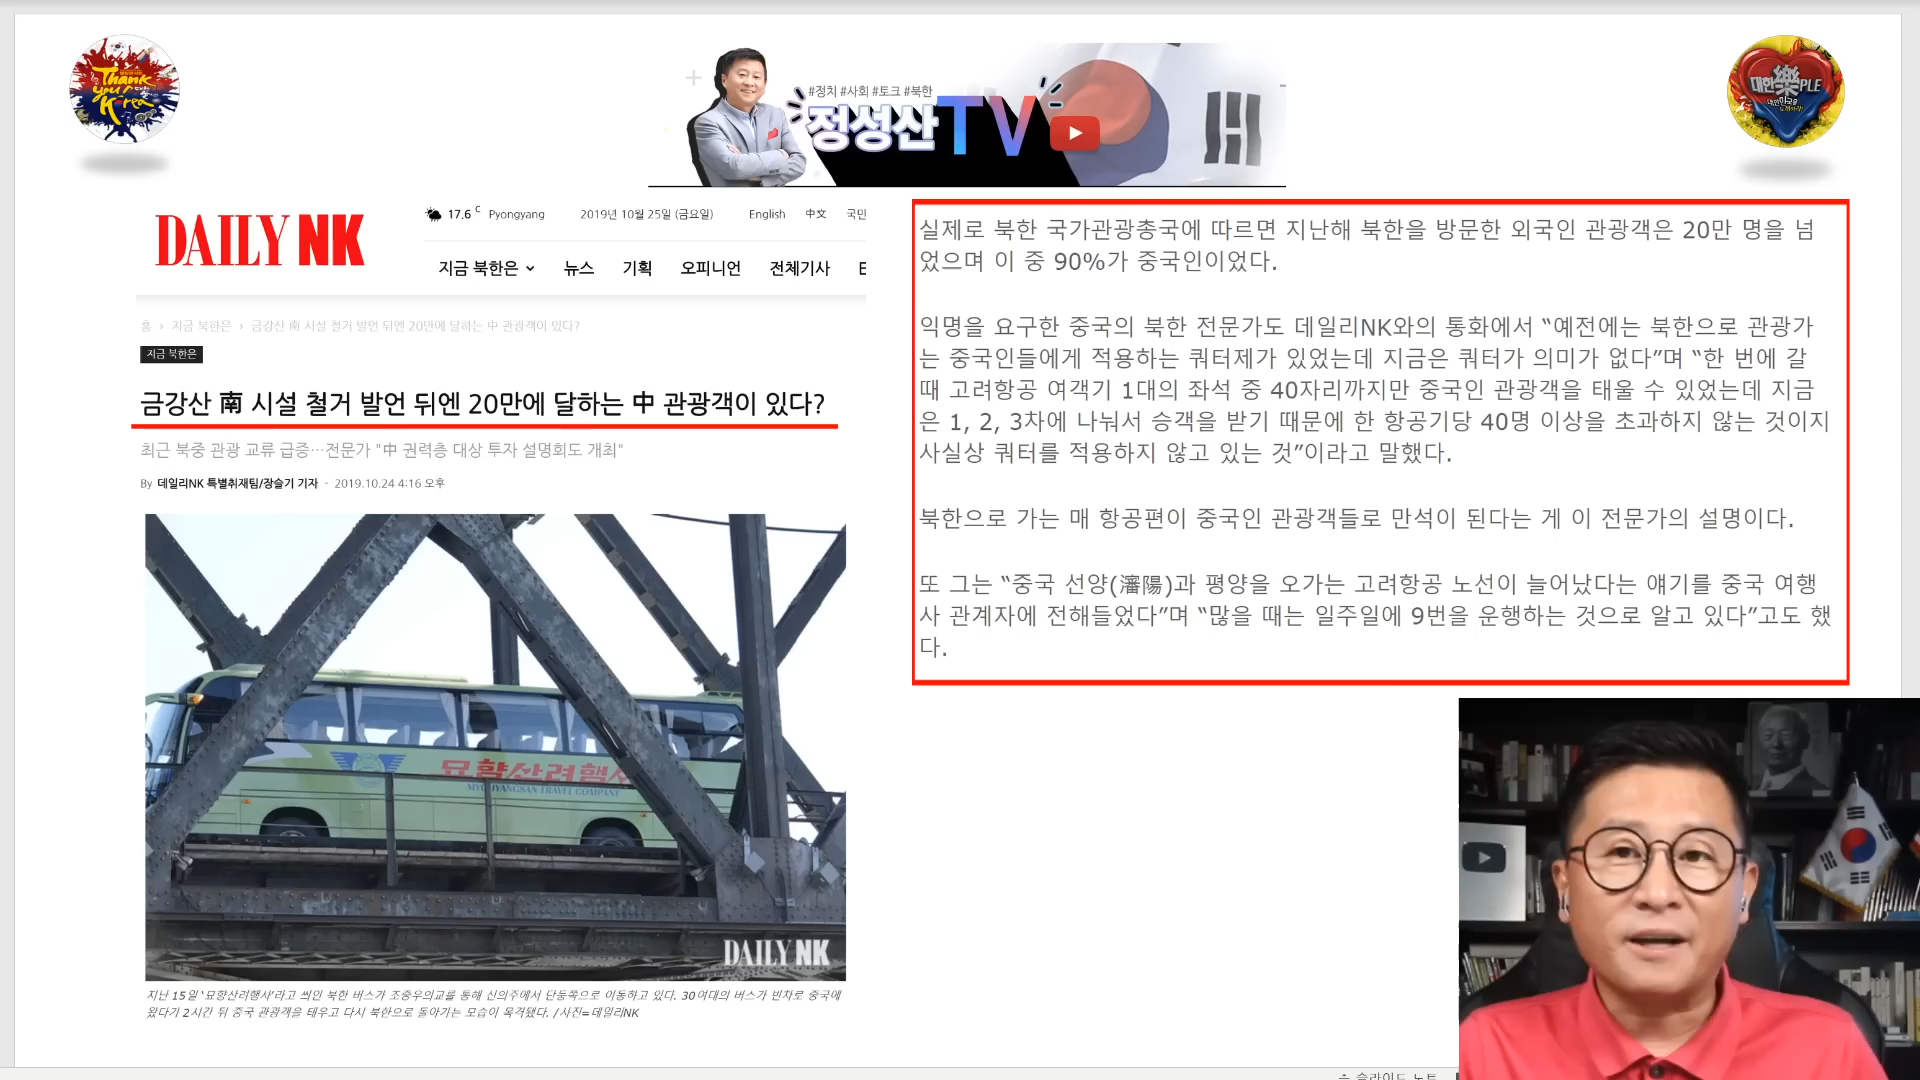 Thank
you
Korea
#정치 #사회 #토크 #북한
정성산TV
대한樂PLE
DAILY NK
17.6 C Pyongyang 2019년 10월 25일 (금요일) English 中文 국민
지금 북한은 뉴스 기획 오피니언 전체기사
홈 › 지금 북한은 › 금강산 南 시설 철거 발언 뒤엔 20만에 달하는 中 관광객이 있다?
지금 북한은
금강산 南 시설 철거 발언 뒤엔 20만에 달하는 中 관광객이 있다?
최근 북중 관광 교류 급증…전문가 "中 권력층 대상 투자 설명회도 개최"
By 데일리NK 특별취재팀/장슬기 기자 - 2019.10.24 4:16 오후
묘향산려행사
MYOHYANGSAN TRAVEL COMPANY
DAILY NK
지난 15일 ‘묘향산려행사’라고 씌인 북한 버스가 조중우의교를 통해 신의주에서 단둥쪽으로 이동하고 있다. 30여대의 버스가 빈차로 중국에
왔다가 2시간 뒤 중국 관광객을 태우고 다시 북한으로 돌아가는 모습이 목격됐다. /사진=데일리NK
실제로 북한 국가관광총국에 따르면 지난해 북한을 방문한 외국인 관광객은 20만 명을 넘
었으며 이 중 90%가 중국인이었다.
익명을 요구한 중국의 북한 전문가도 데일리NK와의 통화에서 “예전에는 북한으로 관광가
는 중국인들에게 적용하는 쿼터제가 있었는데 지금은 쿼터가 의미가 없다”며 “한 번에 갈
때 고려항공 여객기 1대의 좌석 중 40자리까지만 중국인 관광객을 태울 수 있었는데 지금
은 1, 2, 3차에 나눠서 승객을 받기 때문에 한 항공기당 40명 이상을 초과하지 않는 것이지
사실상 쿼터를 적용하지 않고 있는 것”이라고 말했다.
북한으로 가는 매 항공편이 중국인 관광객들로 만석이 된다는 게 이 전문가의 설명이다.
또 그는 “중국 선양(瀋陽)과 평양을 오가는 고려항공 노선이 늘어났다는 얘기를 중국 여행
사 관계자에 전해들었다”며 “많을 때는 일주일에 9번을 운행하는 것으로 알고 있다”고도 했
다.
슬라이드 노트